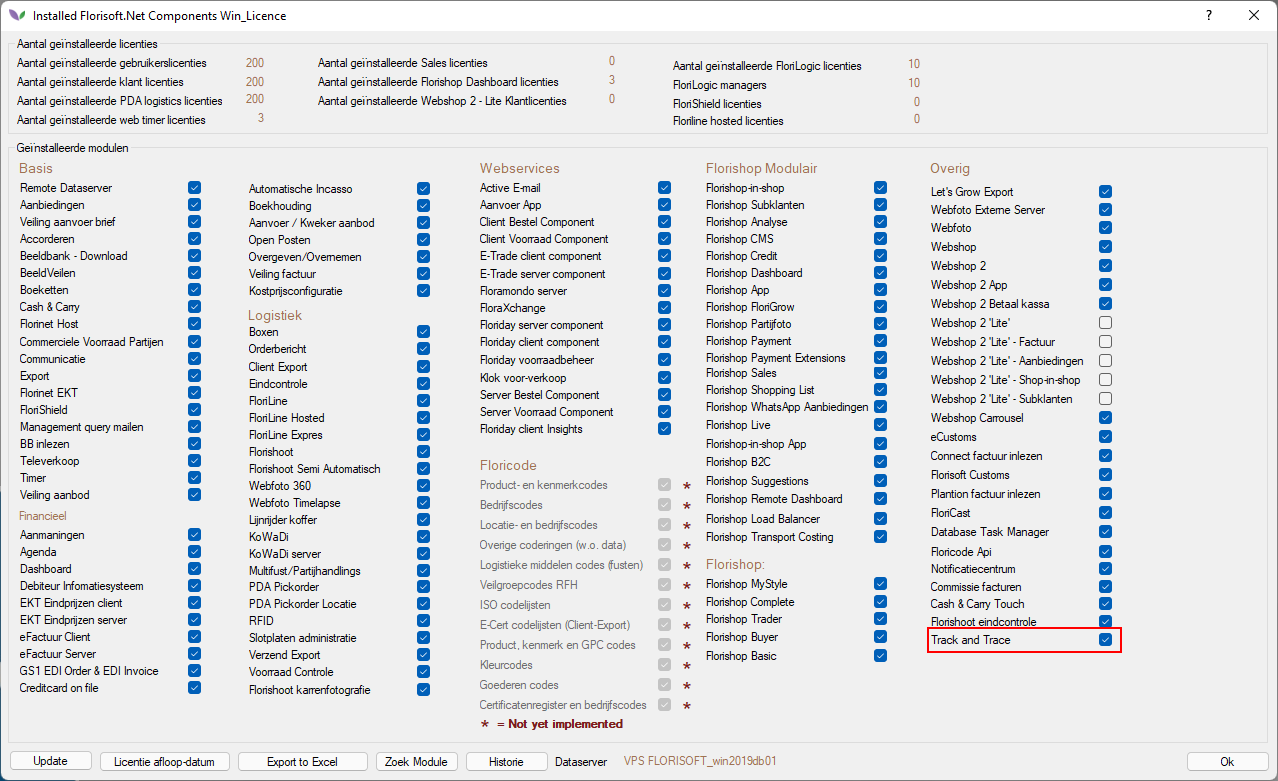 Installed Florisoft.Net Components Win_Licence
?
Aantal geïnstalleerde licenties
Aantal geïnstalleerde gebruikerslicenties 200
Aantal geïnstalleerde klant licenties 200
Aantal geïnstalleerde PDA logistics licenties 200
Aantal geïnstalleerde web timer licenties 3
Aantal geïnstalleerde Sales licenties 0
Aantal geïnstalleerde Florishop Dashboard licenties 3
Aantal geïnstalleerde Webshop 2 - Lite Klantlicenties 0
Aantal geïnstalleerde FloriLogic licenties 10
FloriLogic managers 10
FloriShield licenties 0
Floriline hosted licenties 0
Geïnstalleerde modulen
Basis
Remote Dataserver
Aanbiedingen
Veiling aanvoer brief
Accorderen
Beeldbank - Download
BeeldVeilen
Boeketten
Cash & Carry
Florinet Host
Commerciele Voorraad Partijen
Communicatie
Export
Florinet EKT
FloriShield
Management query mailen
BB inlezen
Televerkoop
Timer
Veiling aanbod
Financieel
Aanmaningen
Agenda
Dashboard
Debiteur Infomatiesysteem
EKT Eindprijzen client
EKT Eindprijzen server
eFactuur Client
eFactuur Server
GS1 EDI Order & EDI Invoice
Creditcard on file
Automatische Incasso
Boekhouding
Aanvoer / Kweker aanbod
Open Posten
Overgeven/Overnemen
Veiling factuur
Kostprijsconfiguratie
Logistiek
Boxen
Orderbericht
Client Export
Eindcontrole
FloriLine
FloriLine Hosted
FloriLine Expres
Florishoot
Florishoot Semi Automatisch
Webfoto 360
Webfoto Timelapse
Lijnrijder koffer
KoWaDi
KoWaDi server
Multifust/Partijhandlings
PDA Pickorder
PDA Pickorder Locatie
RFID
Slotplaten administratie
Verzend Export
Voorraad Controle
Florishoot karrenfotografie
Webservices
Active E-mail
Aanvoer App
Client Bestel Component
Client Voorraad Component
E-Trade client component
E-Trade server component
Floramondo server
FloraXchange
Floriday server component
Floriday client component
Floriday voorraadbeheer
Klok voor-verkoop
Server Bestel Component
Server Voorraad Component
Floriday client Insights
Floricode
Product- en kenmerkcodes *
Bedrijfscodes *
Locatie- en bedrijfscodes *
Overige coderingen (w.o. data) *
Logistieke middelen codes (fusten) *
Veilgroepcodes RFH *
ISO codelijsten *
E-Cert codelijsten (Client-Export) *
Product, kenmerk en GPC codes *
Kleurcodes *
Goederen codes *
Certificatenregister en bedrijfscodes *
* = Not yet implemented
Florishop Modulair
Florishop-in-shop
Florishop Subklanten
Florishop Analyse
Florishop CMS
Florishop Credit
Florishop Dashboard
Florishop App
Florishop FloriGrow
Florishop Partijfoto
Florishop Payment
Florishop Payment Extensions
Florishop Sales
Florishop Shopping List
Florishop WhatsApp Aanbiedingen
Florishop Live
Florishop-in-shop App
Florishop B2C
Florishop Suggestions
Florishop Remote Dashboard
Florishop Load Balancer
Florishop Transport Costing
Florishop:
Florishop MyStyle
Florishop Complete
Florishop Trader
Florishop Buyer
Florishop Basic
Overig
Let's Grow Export
Webfoto Externe Server
Webfoto
Webshop
Webshop 2
Webshop 2 App
Webshop 2 Betaal kassa
Webshop 2 'Lite'
Webshop 2 'Lite' - Factuur
Webshop 2 'Lite' - Aanbiedingen
Webshop 2 'Lite' - Shop-in-shop
Webshop 2 'Lite' - Subklanten
Webshop Carrousel
eCustoms
Connect factuur inlezen
Florisoft Customs
Plantion factuur inlezen
FloriCast
Database Task Manager
Floricode Api
Notificatiecentrum
Commissie facturen
Cash & Carry Touch
Florishoot eindcontrole
Track and Trace
Update
Licentie afloop-datum
Export to Excel
Zoek Module
Historie
Dataserver VPS FLORISOFT_win2019db01
Ok